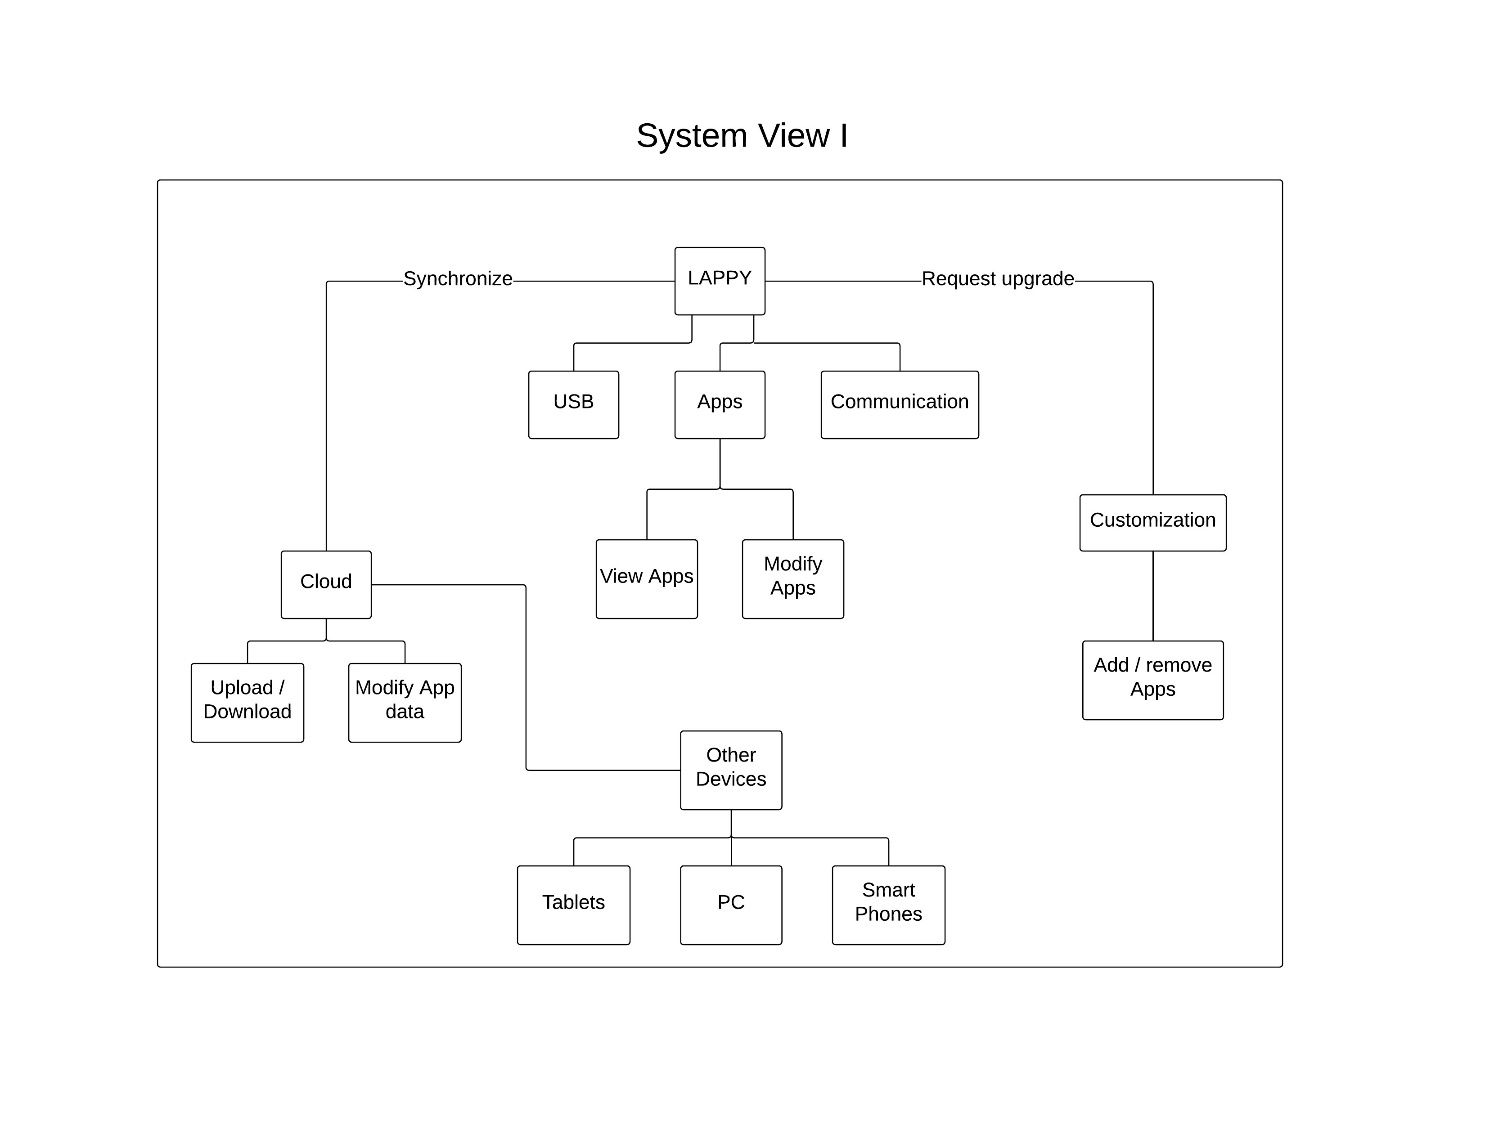 System View I
Synchronize
LAPPY
Request upgrade
USB
Apps
Communication
Customization
View Apps
Modify
Apps
Cloud
Add / remove
Apps
Upload /
Download
Modify App
data
Other
Devices
Tablets
PC
Smart
Phones